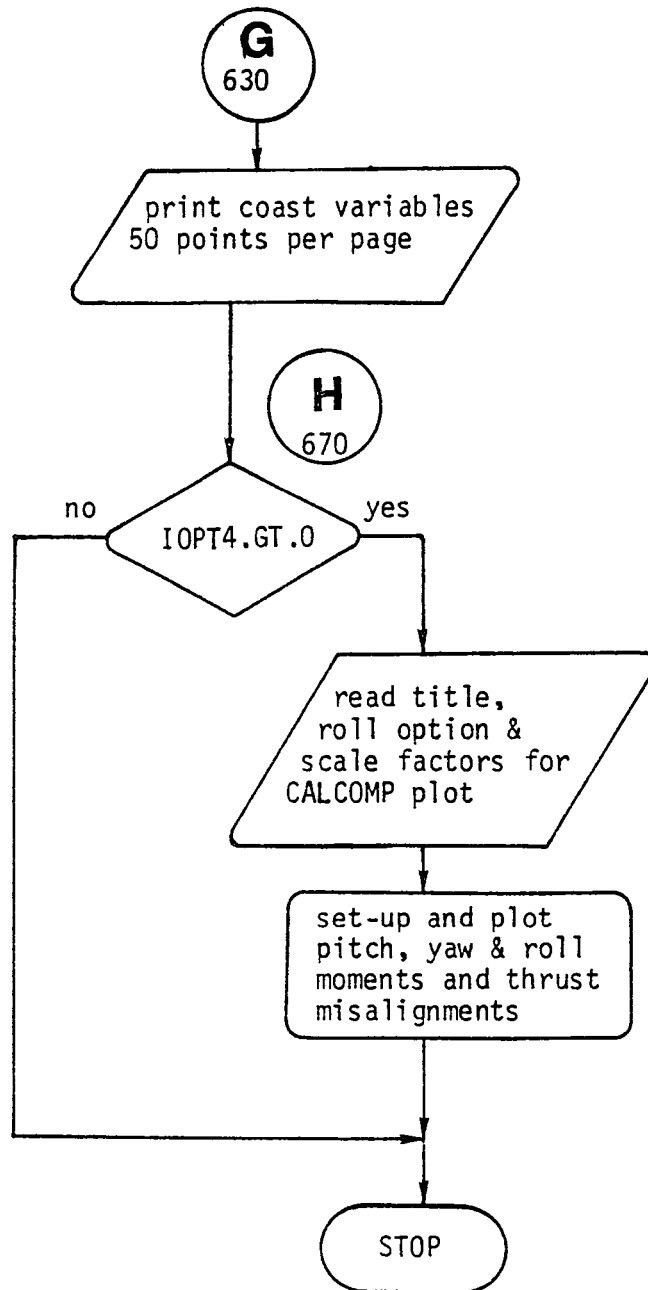 G
630
print coast variables
50 points per page
H
670
no
yes
IOPT4.GT.0
read title,
roll option &
scale factors for
CALCOMP plot
set-up and plot
pitch, yaw & roll
moments and thrust
misalignments
STOP